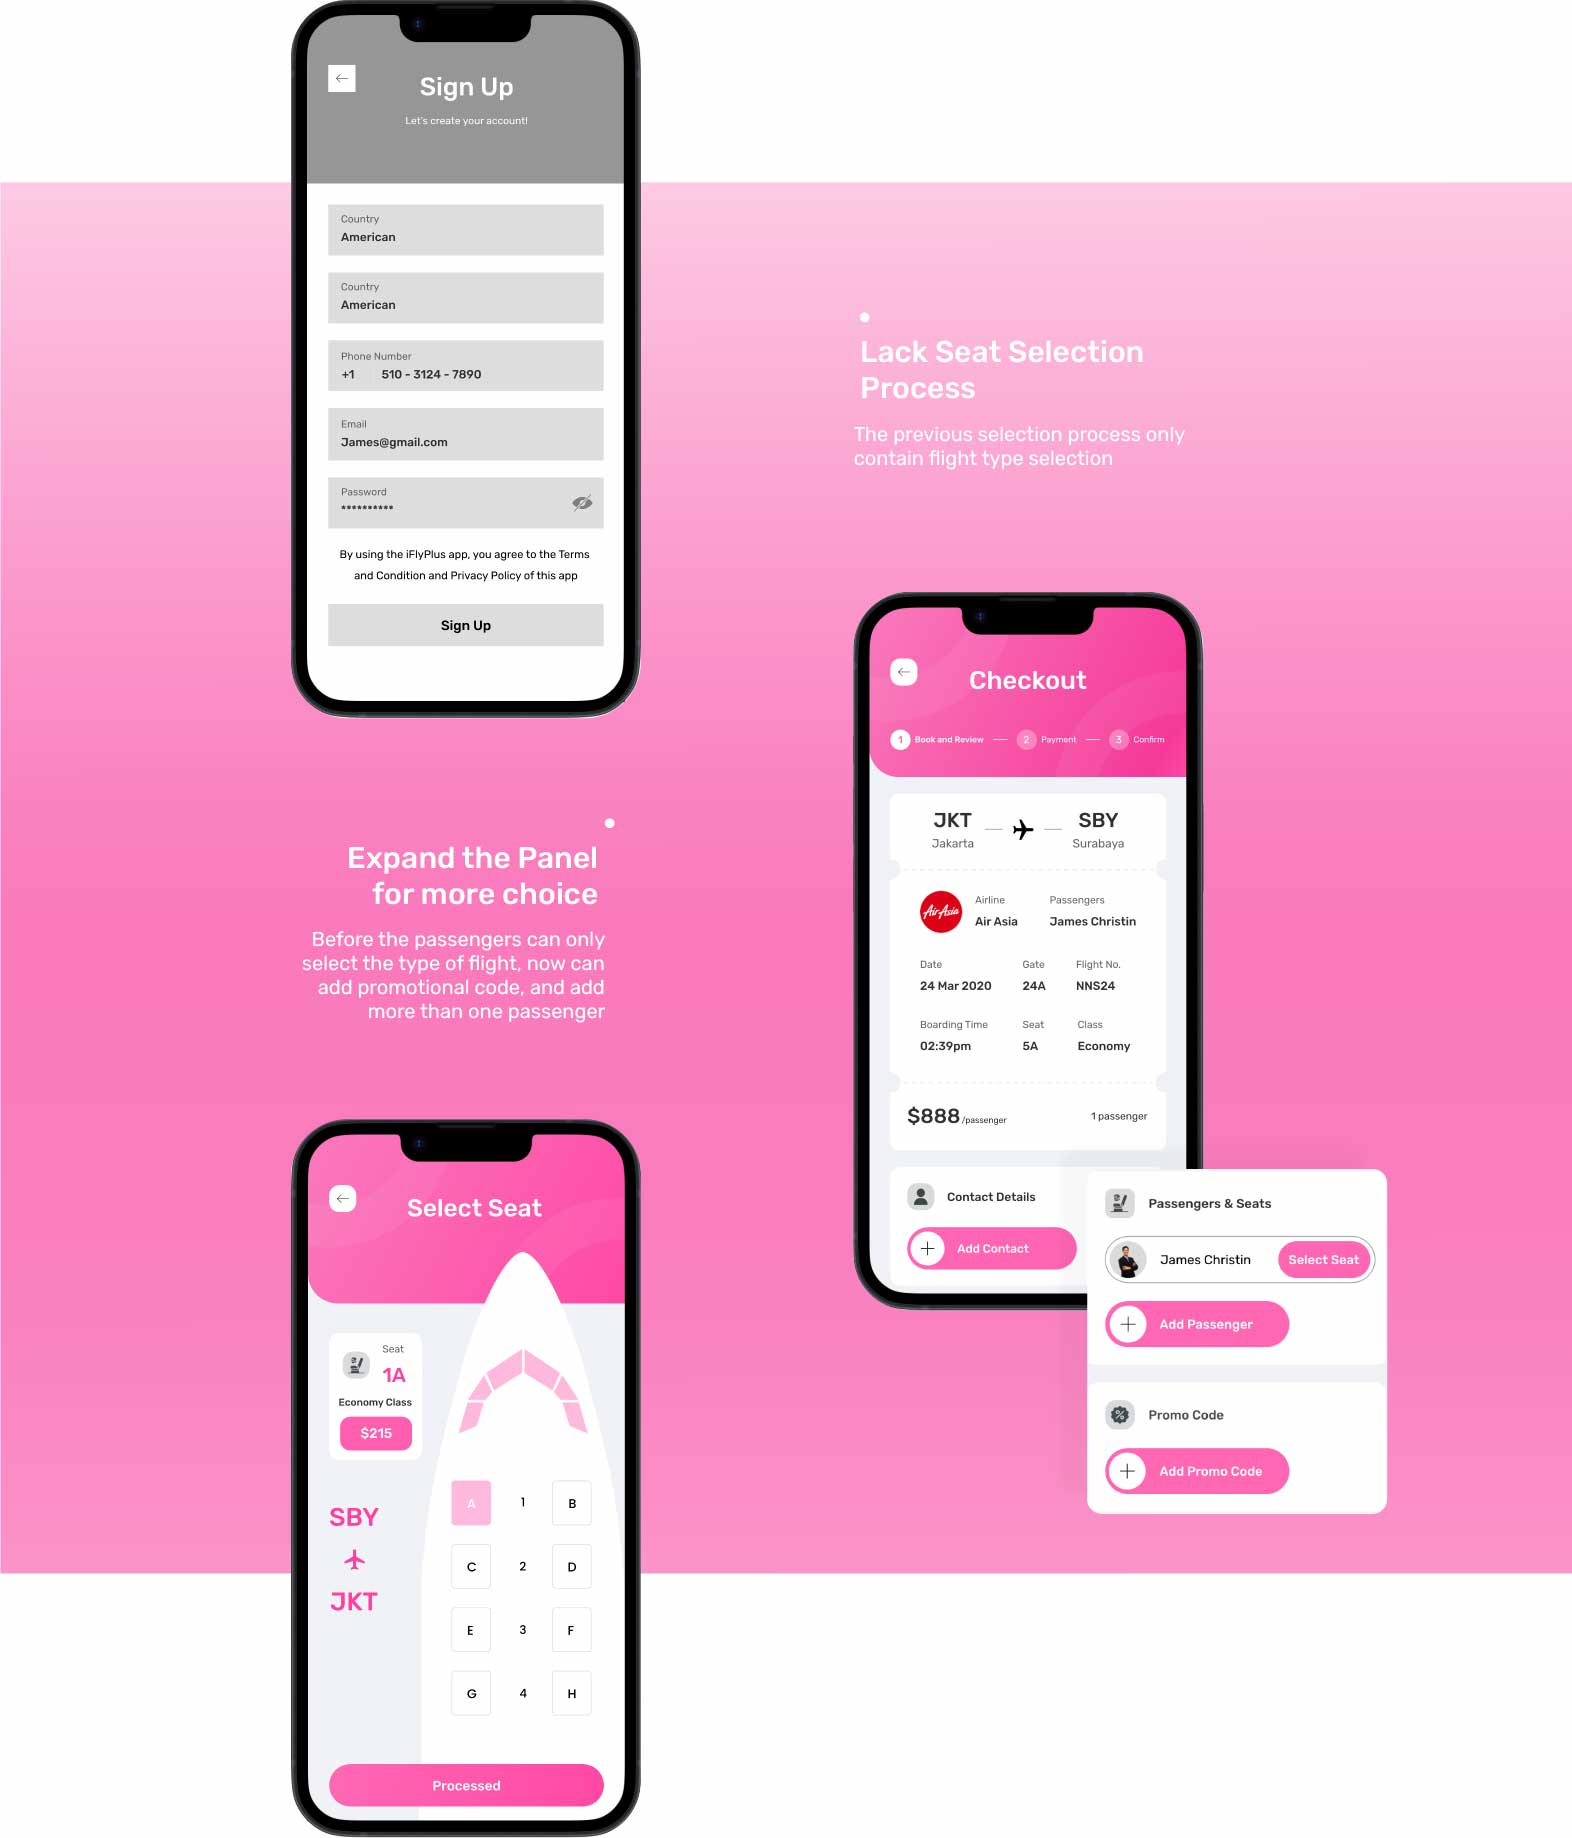 Sign Up
Let's create your account!
Country
American
Country
American
Phone Number
+1 510 - 3124 - 7890
Email
James@gmail.com
Password
**********
By using the iFlyPlus app, you agree to the Terms
and Condition and Privacy Policy of this app
Sign Up
Lack Seat Selection
Process
The previous selection process only
contain flight type selection
Expand the Panel
for more choice
Before the passengers can only
select the type of flight, now can
add promotional code, and add
more than one passenger
Checkout
1 Book and Review 2 Payment 3 Confirm
JKT SBY
Jakarta Surabaya
AirAsia
Airline Passengers
Air Asia James Christin
Date Gate Flight No.
24 Mar 2020 24A NNS24
Boarding Time Seat Class
02:39pm 5A Economy
$888 /passenger 1 passenger
Contact Details
Add Contact
Passengers & Seats
James Christin Select Seat
Add Passenger
Promo Code
Add Promo Code
Select Seat
Seat
1A
Economy Class
$215
SBY
JKT
A 1 B
C 2 D
E 3 F
G 4 H
Processed